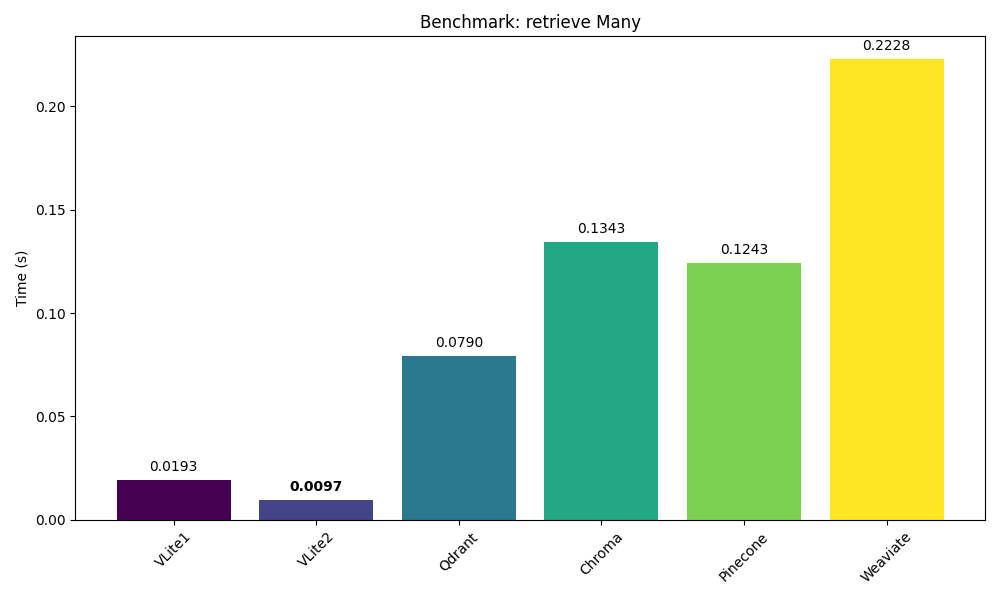 Benchmark: retrieve Many
Time (s)
0.20
0.15
0.10
0.05
0.00
0.0193
0.0097
0.0790
0.1343
0.1243
0.2228
VLite1
VLite2
Qdrant
Chroma
Pinecone
Weaviate